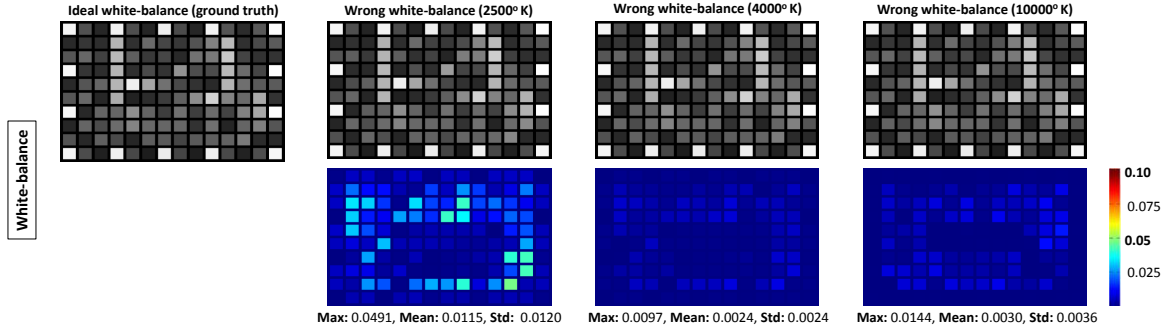 Ideal white-balance (ground truth)
Wrong white-balance (2500° K)
Wrong white-balance (4000° K)
Wrong white-balance (10000° K)
White-balance
0.10
0.05
0.025
Max: 0.0491, Mean: 0.0115, Std: 0.0120
Max: 0.0097, Mean: 0.0024, Std: 0.0024
Max: 0.0144, Mean: 0.0030, Std: 0.0036